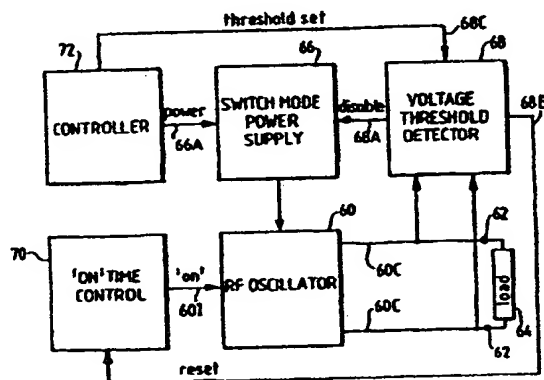 threshold set
68C
72
66
68
CONTROLLER
power
66A
SWITCH MODE
POWER
SUPPLY
disable
68A
VOLTAGE
THRESHOLD
DETECTOR
68B
70
'ON' TIME
CONTROL
'on'
60I
60
RF OSCILLATOR
60C
60C
62
62
load
64
reset